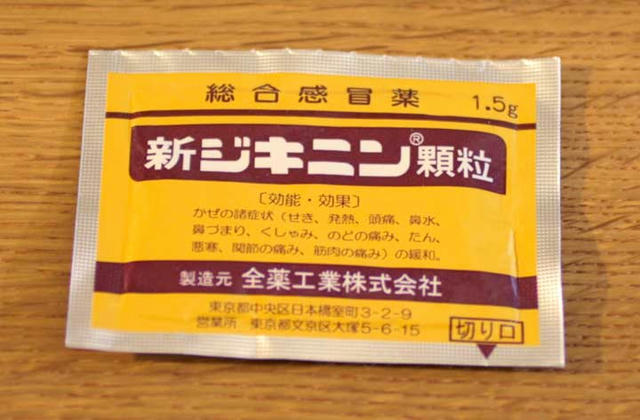 総合感冒薬 1.5g
新ジキニン®顆粒
〔効能・効果〕
かぜの諸症状（せき、発熱、頭痛、鼻水、
鼻づまり、くしゃみ、のどの痛み、たん、
悪寒、関節の痛み、筋肉の痛み）の緩和。
製造元 全薬工業株式会社
東京都中央区日本橋室町3-2-9
営業所 東京都文京区大塚5-6-15
切り口